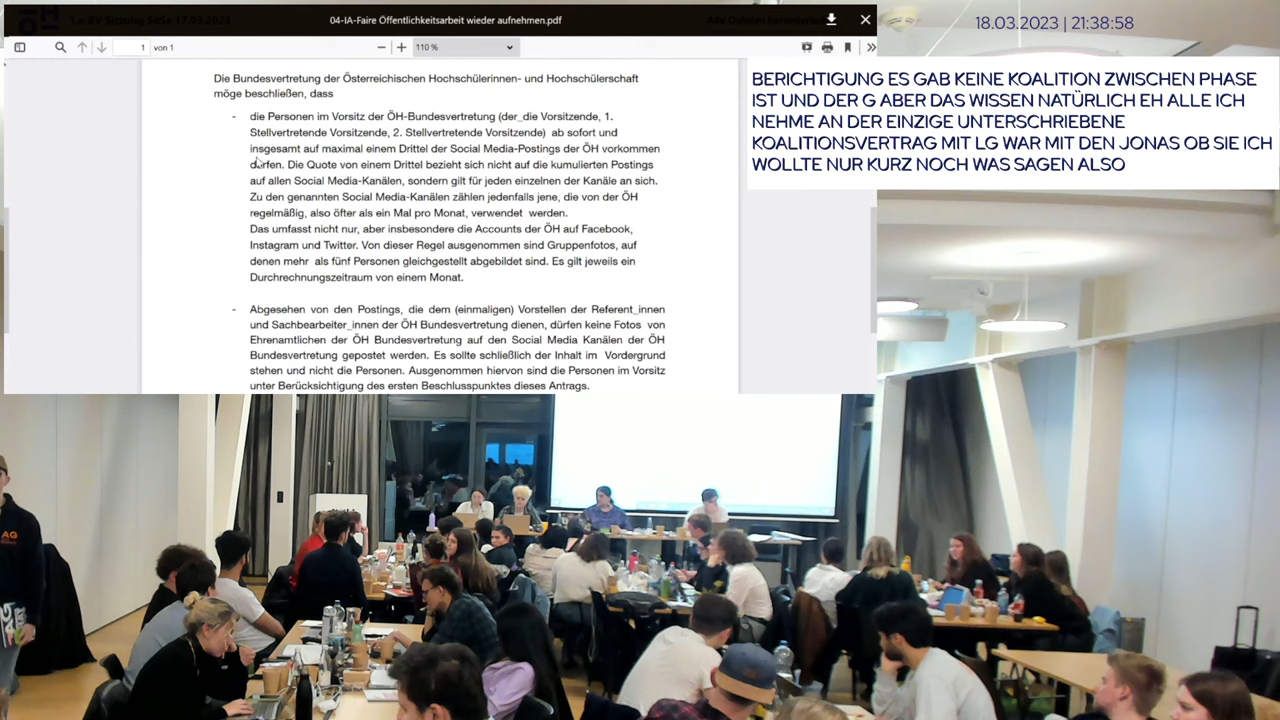 1.o.BV Sitzung SoSe 17.03.2023
04-IA-Faire Öffentlichkeitsarbeit wieder aufnehmen.pdf
18.03.2023 | 21:38:58
1 von 1
110 %
Die Bundesvertretung der Österreichischen Hochschülerinnen- und Hochschülerschaft
möge beschließen, dass
- die Personen im Vorsitz der ÖH-Bundesvertretung (der_die Vorsitzende, 1.
Stellvertretende Vorsitzende, 2. Stellvertretende Vorsitzende) ab sofort und
insgesamt auf maximal einem Drittel der Social Media-Postings der ÖH vorkommen
dürfen. Die Quote von einem Drittel bezieht sich nicht auf die kumulierten Postings
auf allen Social Media-Kanälen, sondern gilt für jeden einzelnen der Kanäle an sich.
Zu den genannten Social Media-Kanälen zählen jedenfalls jene, die von der ÖH
regelmäßig, also öfter als ein Mal pro Monat, verwendet werden.
Das umfasst nicht nur, aber insbesondere die Accounts der ÖH auf Facebook,
Instagram und Twitter. Von dieser Regel ausgenommen sind Gruppenfotos, auf
denen mehr als fünf Personen gleichgestellt abgebildet sind. Es gilt jeweils ein
Durchrechnungszeitraum von einem Monat.
- Abgesehen von den Postings, die dem (einmaligen) Vorstellen der Referent_innen
und Sachbearbeiter_innen der ÖH Bundesvertretung dienen, dürfen keine Fotos von
Ehrenamtlichen der ÖH Bundesvertretung auf den Social Media Kanälen der ÖH
Bundesvertretung gepostet werden. Es sollte schließlich der Inhalt im Vordergrund
stehen und nicht die Personen. Ausgenommen hiervon sind die Personen im Vorsitz
unter Berücksichtigung des ersten Beschlusspunktes dieses Antrags.
BERICHTIGUNG ES GAB KEINE KOALITION ZWISCHEN PHASE
IST UND DER G ABER DAS WISSEN NATÜRLICH EH ALLE ICH
NEHME AN DER EINZIGE UNTERSCHRIEBENE
KOALITIONSVERTRAG MIT LG WAR MIT DEN JONAS OB SIE ICH
WOLLTE NUR KURZ NOCH WAS SAGEN ALSO
AG